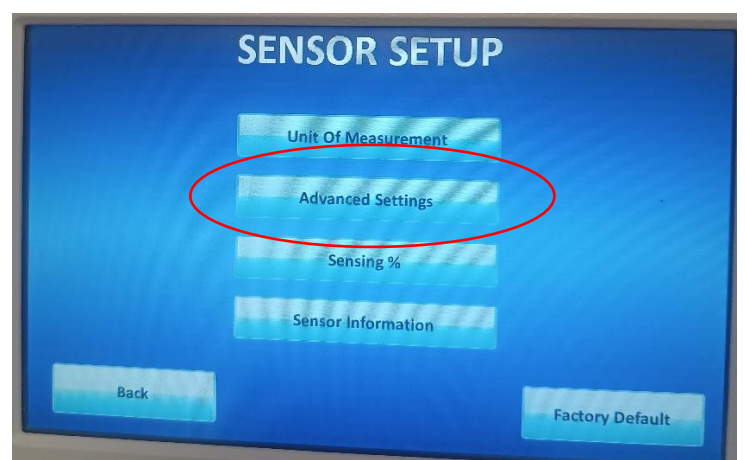 SENSOR SETUP
Unit Of Measurement
Advanced Settings
Sensing %
Sensor Information
Back
Factory Default